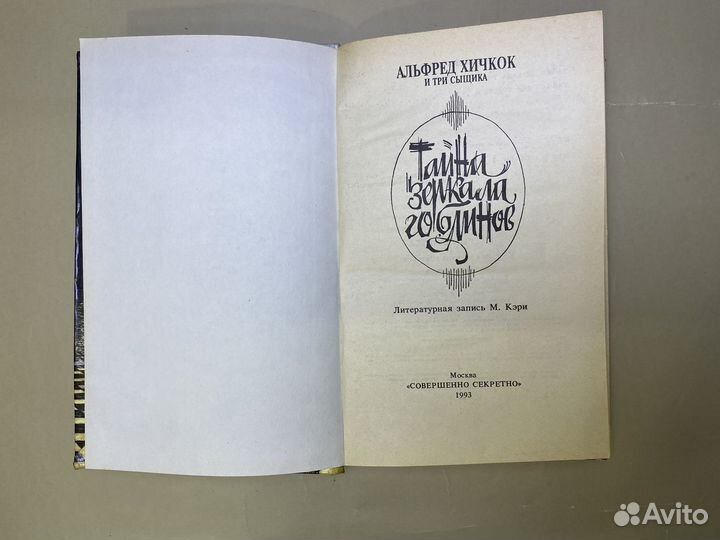 АЛЬФРЕД ХИЧКОК
И ТРИ СЫЩИКА
Тайна
"зеркала
гоблинов"
Литературная запись М. Кэри
Москва
«СОВЕРШЕННО СЕКРЕТНО»
1993
Avito